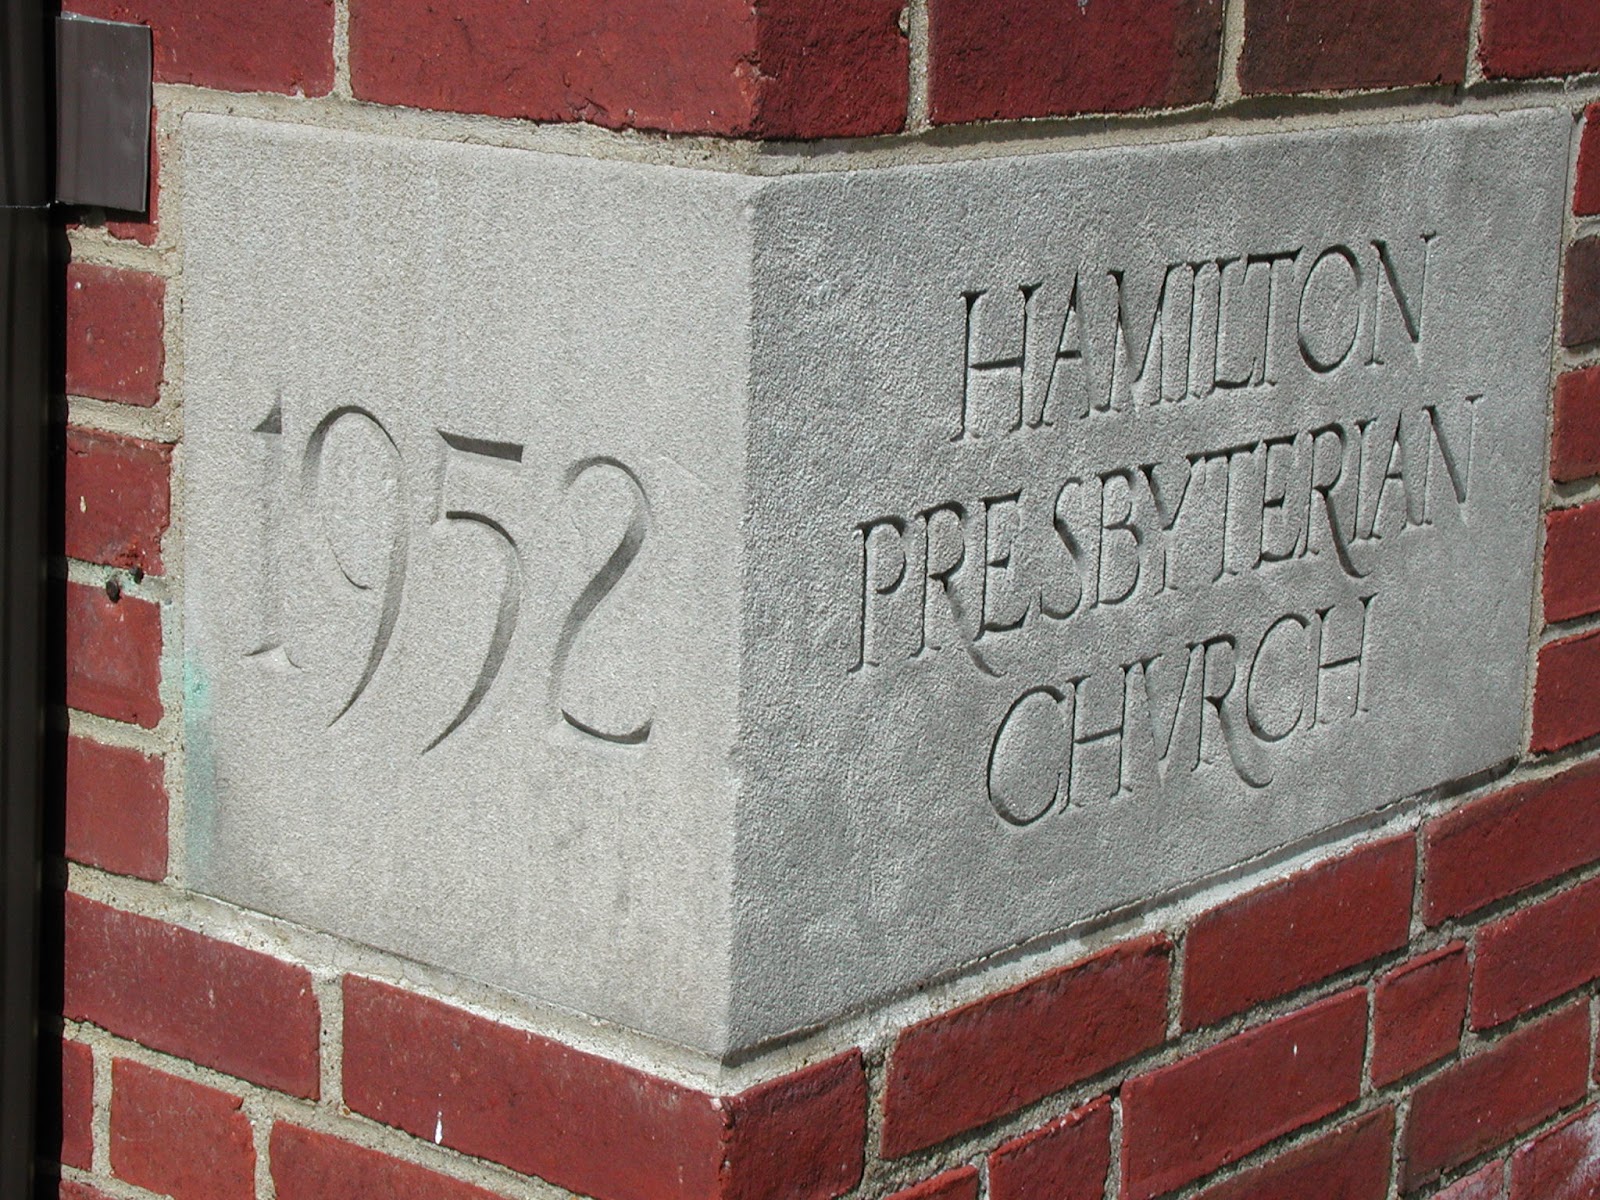 1952
HAMILTON
PRESBYTERIAN
CHVRCH